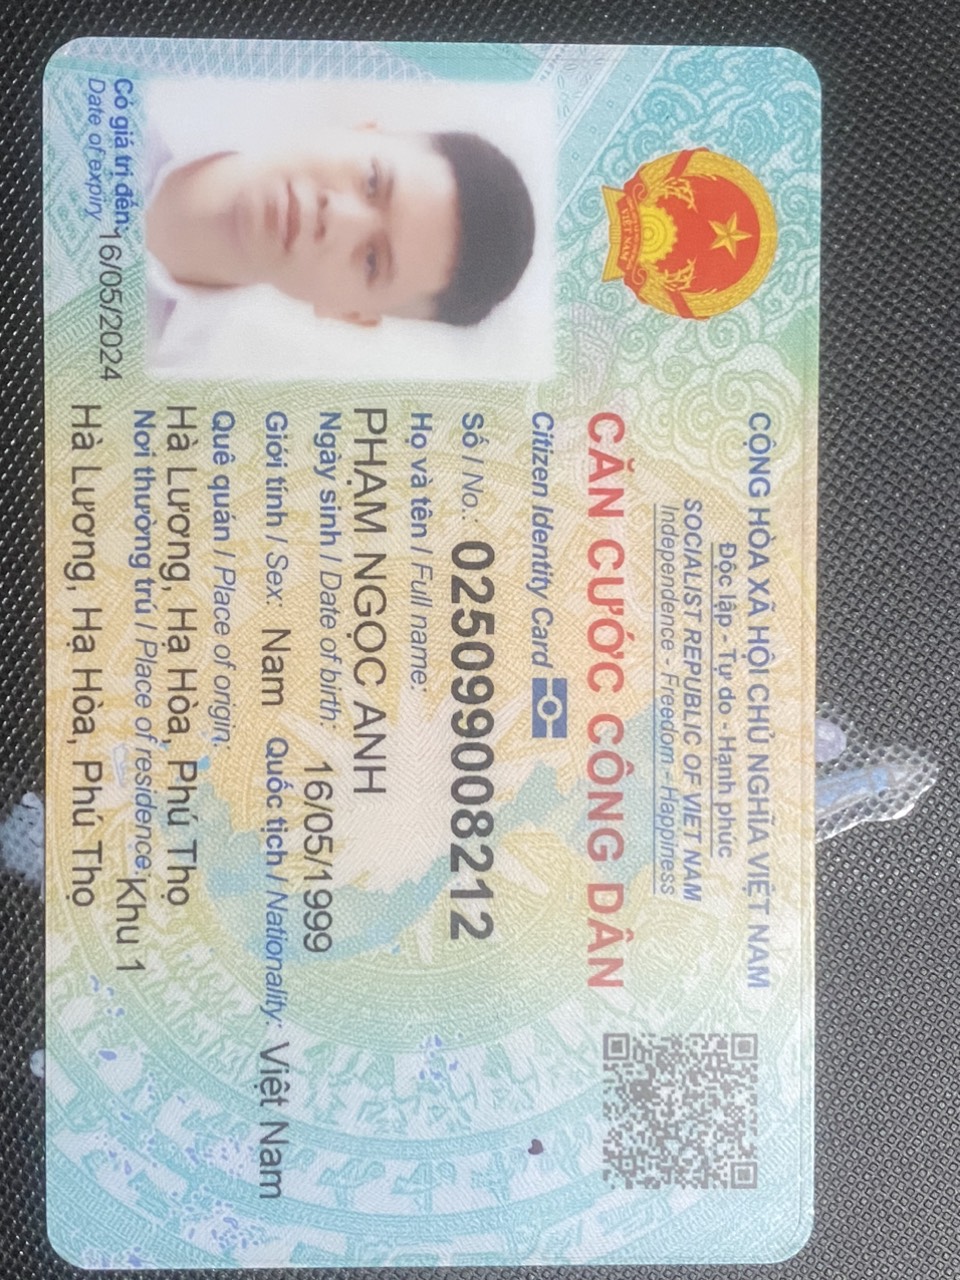 CỘNG HÒA XÃ HỘI CHỦ NGHĨA VIỆT NAM
Độc lập - Tự do - Hạnh phúc
SOCIALIST REPUBLIC OF VIET NAM
Independence - Freedom - Happiness
CĂN CƯỚC CÔNG DÂN
Citizen Identity Card
Số / No.: 025099008212
Họ và tên / Full name:
PHẠM NGỌC ANH
Ngày sinh / Date of birth: 16/05/1999
Giới tính / Sex: Nam Quốc tịch / Nationality: Việt Nam
Quê quán / Place of origin:
Hà Lương, Hạ Hòa, Phú Thọ
Nơi thường trú / Place of residence: Khu 1
Hà Lương, Hạ Hòa, Phú Thọ
Có giá trị đến: 16/05/2024
Date of expiry